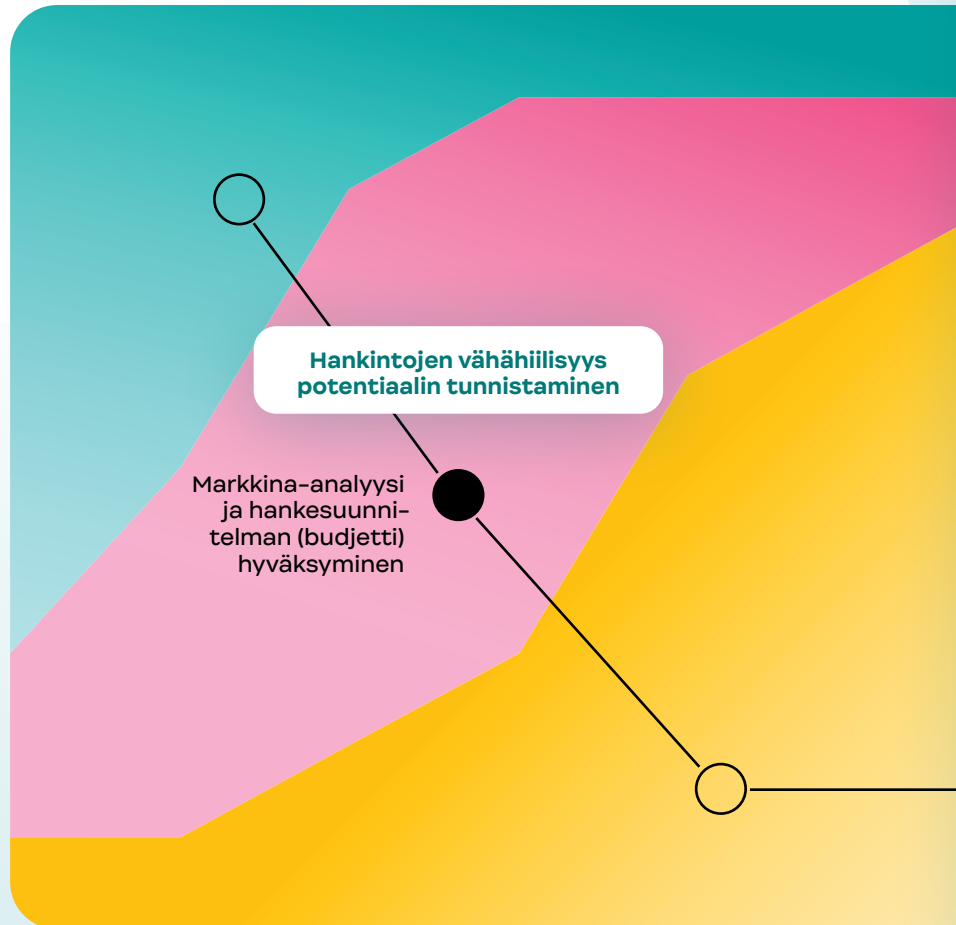 Hankintojen vähähiilisyys
potentiaalin tunnistaminen
Markkina-analyysi
ja hankesuunni-
telman (budjetti)
hyväksyminen